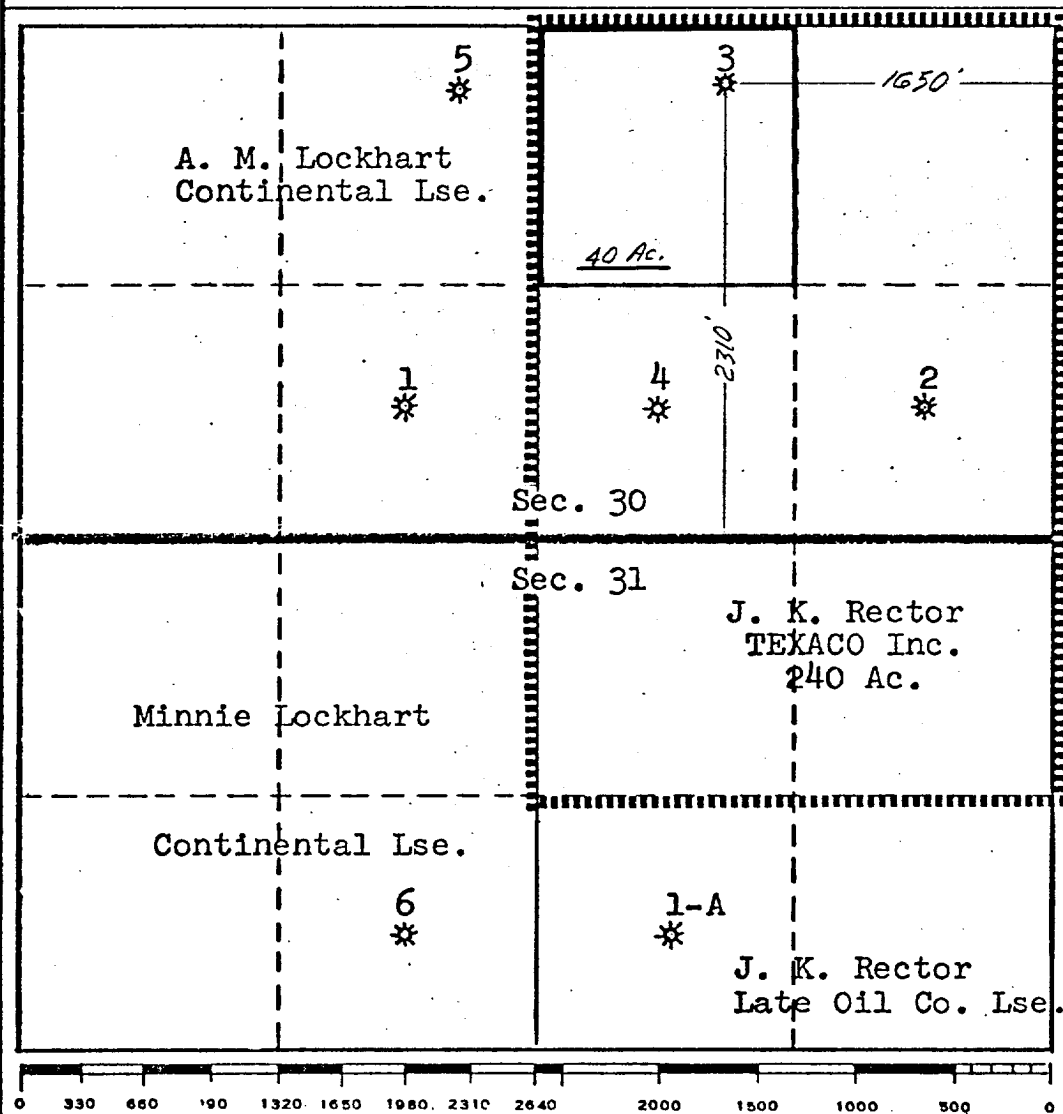 5
3
1650'
A. M. Lockhart
Continental Lse.
40 Ac.
2310'
1
4
2
Sec. 30
Sec. 31
J. K. Rector
TEXACO Inc.
240 Ac.
Minnie Lockhart
Continental Lse.
6
1-A
J. K. Rector
Late Oil Co. Lse.
0 330 660 '90 1320 1650 1980 2310 2640 2000 1500 1000 500 0